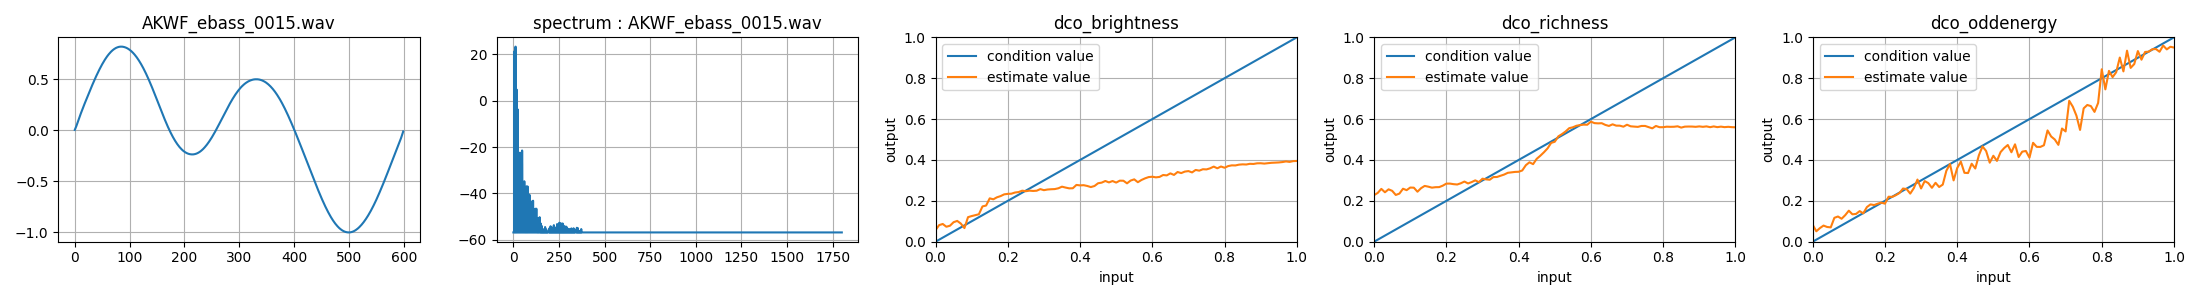 AKWF_ebass_0015.wav
0.5
0.0
−0.5
−1.0
0 100 200 300 400 500 600
spectrum : AKWF_ebass_0015.wav
20
0
−20
−40
−60
0 250 500 750 1000 1250 1500 1750
dco_brightness
condition value
estimate value
output
1.0
0.8
0.6
0.4
0.2
0.0
0.0 0.2 0.4 0.6 0.8 1.0
input
dco_richness
condition value
estimate value
output
1.0
0.8
0.6
0.4
0.2
0.0
0.0 0.2 0.4 0.6 0.8 1.0
input
dco_oddenergy
condition value
estimate value
output
1.0
0.8
0.6
0.4
0.2
0.0
0.0 0.2 0.4 0.6 0.8 1.0
input